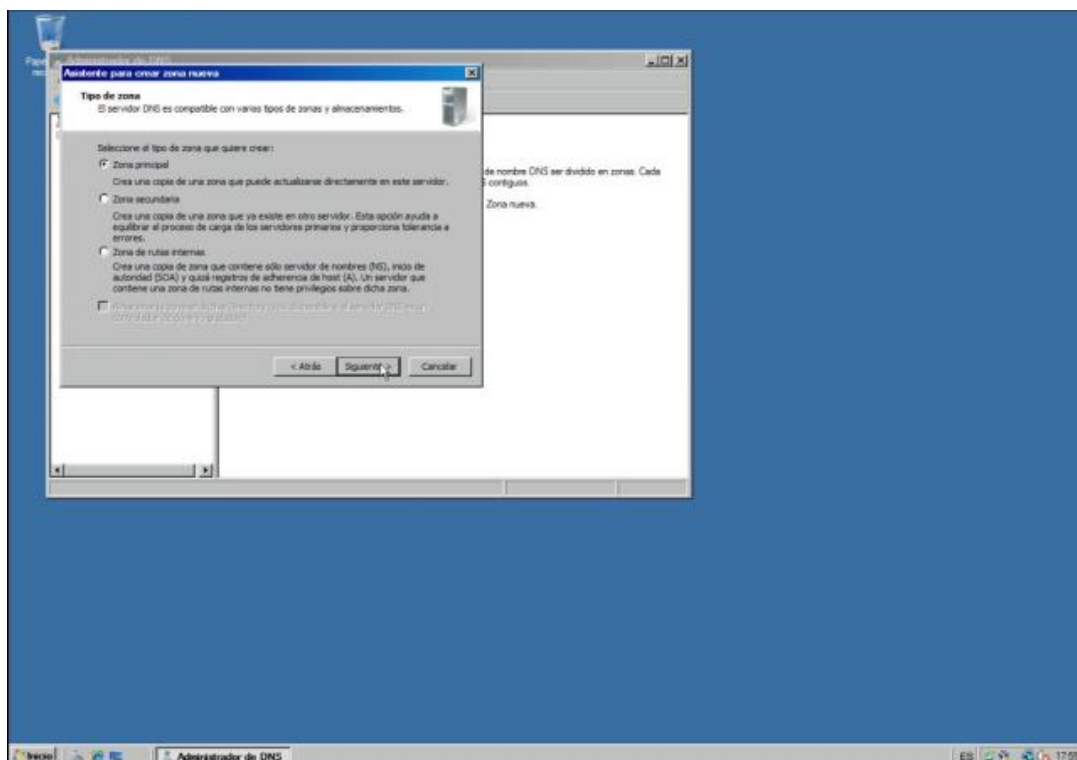 Administrador de DNS
Asistente para crear zona nueva
Tipo de zona
El servidor DNS es compatible con varios tipos de zonas y almacenamientos.
Seleccione el tipo de zona que quiere crear:
Zona principal
Crea una copia de una zona que puede actualizarse directamente en este servidor.
Zona secundaria
Crea una copia de una zona que ya existe en otro servidor. Esta opción ayuda a
equilibrar el proceso de carga de los servidores primarios y proporciona tolerancia a
errores.
Zona de rutas internas
Crea una copia de zona que contiene sólo servidor de nombres (NS), inicio de
autoridad (SOA) y quizá registros de adherencia de host (A). Un servidor que
contiene una zona de rutas internas no tiene privilegios sobre dicha zona.
< Atrás Siguiente > Cancelar
de nombre DNS ser dividido en zonas. Cada
contiguos.
Zona nueva.
Inicio Administrador de DNS ES